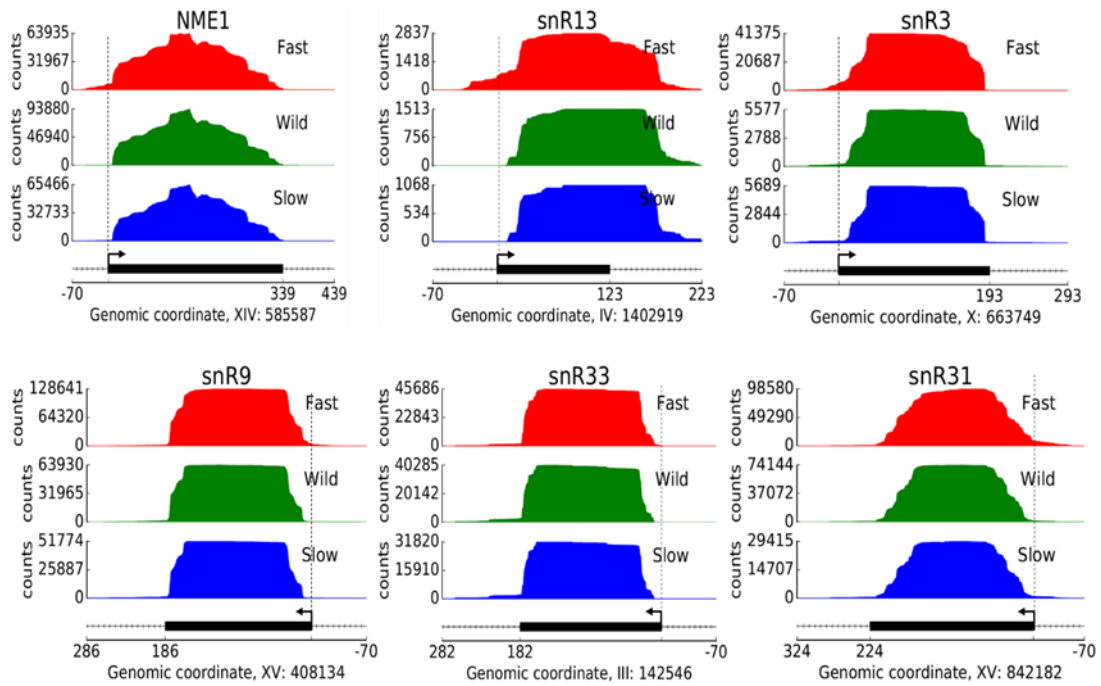 NME1
63935
31967
0
counts
Fast
93880
46940
0
counts
Wild
65466
32733
0
counts
Slow
-70 339 439
Genomic coordinate, XIV: 585587
snR13
2837
1418
0
counts
Fast
1513
756
0
counts
Wild
1068
534
0
counts
Slow
-70 123 223
Genomic coordinate, IV: 1402919
snR3
41375
20687
0
counts
Fast
5577
2788
0
counts
Wild
5689
2844
0
counts
Slow
-70 193 293
Genomic coordinate, X: 663749
snR9
128641
64320
0
counts
Fast
63930
31965
0
counts
Wild
51774
25887
0
counts
Slow
286 186 -70
Genomic coordinate, XV: 408134
snR33
45686
22843
0
counts
Fast
40285
20142
0
counts
Wild
31820
15910
0
counts
Slow
282 182 -70
Genomic coordinate, III: 142546
snR31
98580
49290
0
counts
Fast
74144
37072
0
counts
Wild
29415
14707
0
counts
Slow
324 224 -70
Genomic coordinate, XV: 842182